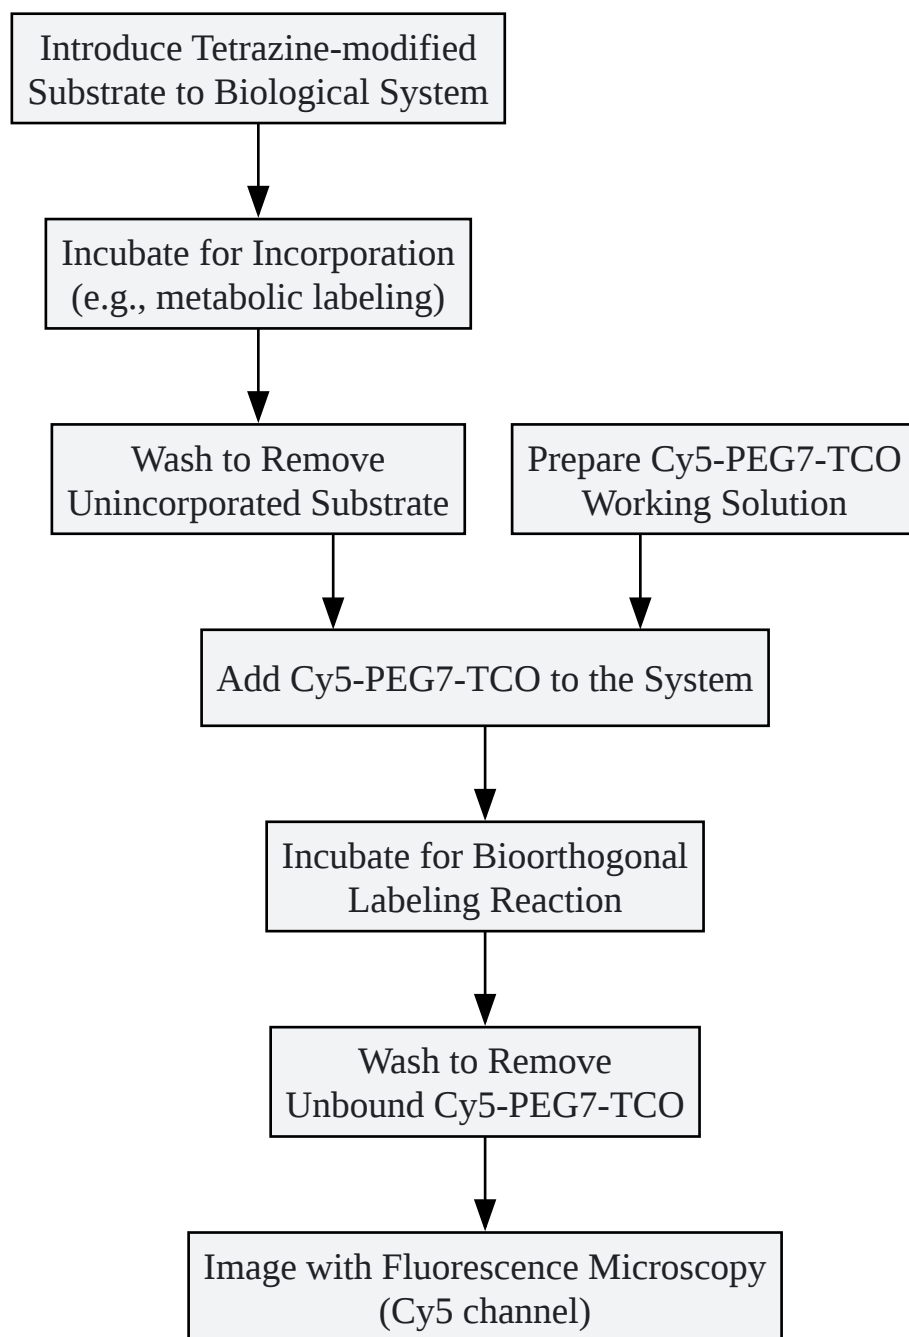 Introduce Tetrazine-modified
Substrate to Biological System
Incubate for Incorporation
(e.g., metabolic labeling)
Wash to Remove
Unincorporated Substrate
Prepare Cy5-PEG7-TCO
Working Solution
Add Cy5-PEG7-TCO to the System
Incubate for Bioorthogonal
Labeling Reaction
Wash to Remove
Unbound Cy5-PEG7-TCO
Image with Fluorescence Microscopy
(Cy5 channel)